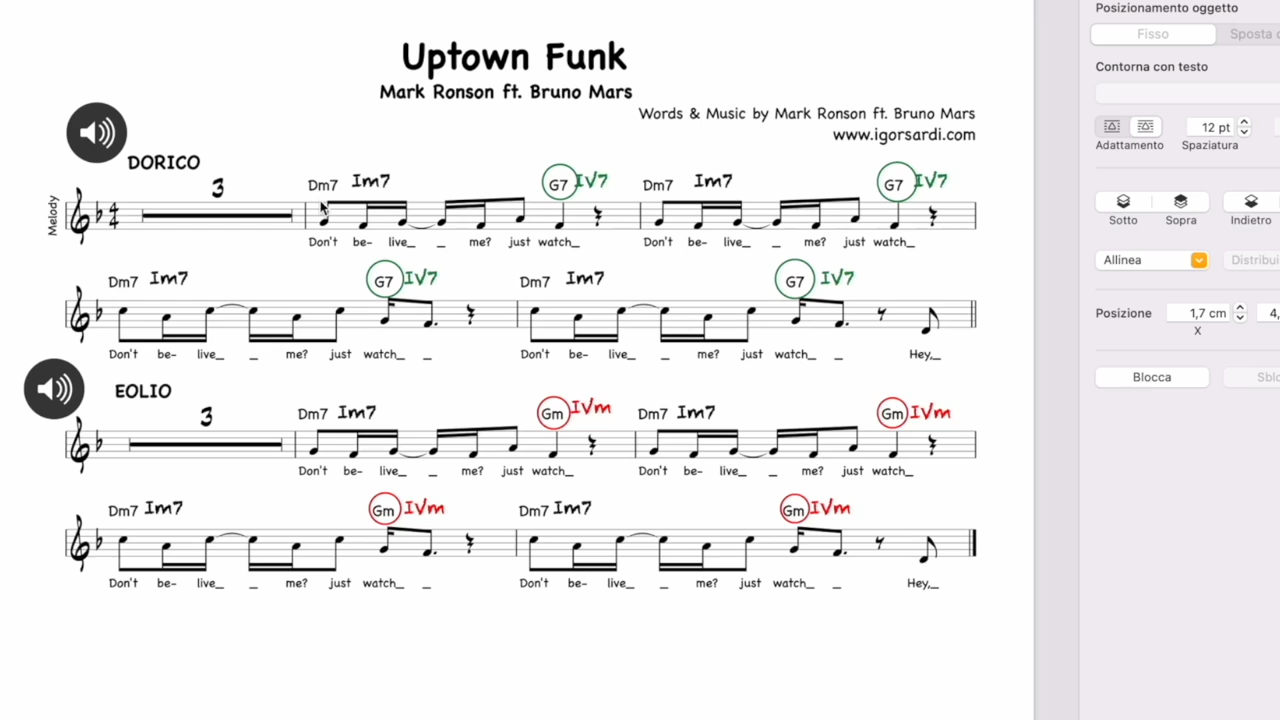 Posizionamento oggetto
Fisso
Sposta
Contorna con testo
12 pt
Adattamento
Spaziatura
Sotto
Sopra
Indietro
Allinea
Distribui
Posizione
1,7 cm
4,
X
Blocca
Sblo
Uptown Funk
Mark Ronson ft. Bruno Mars
Words & Music by Mark Ronson ft. Bruno Mars
www.igorsardi.com
DORICO
3
Dm7 Im7 G7 IV7 Dm7 Im7 G7 IV7
Melody
4
4
Don't be- live_ _ me? just watch_ Don't be- live_ _ me? just watch_
Dm7 Im7 G7 IV7 Dm7 Im7 G7 IV7
Don't be- live_ _ me? just watch_ _ Don't be- live_ _ me? just watch_ _ Hey,_
EOLIO
3
Dm7 Im7 Gm IVm Dm7 Im7 Gm IVm
Don't be- live_ _ me? just watch_ Don't be- live_ _ me? just watch_
Dm7 Im7 Gm IVm Dm7 Im7 Gm IVm
Don't be- live_ _ me? just watch_ _ Don't be- live_ _ me? just watch_ _ Hey,_